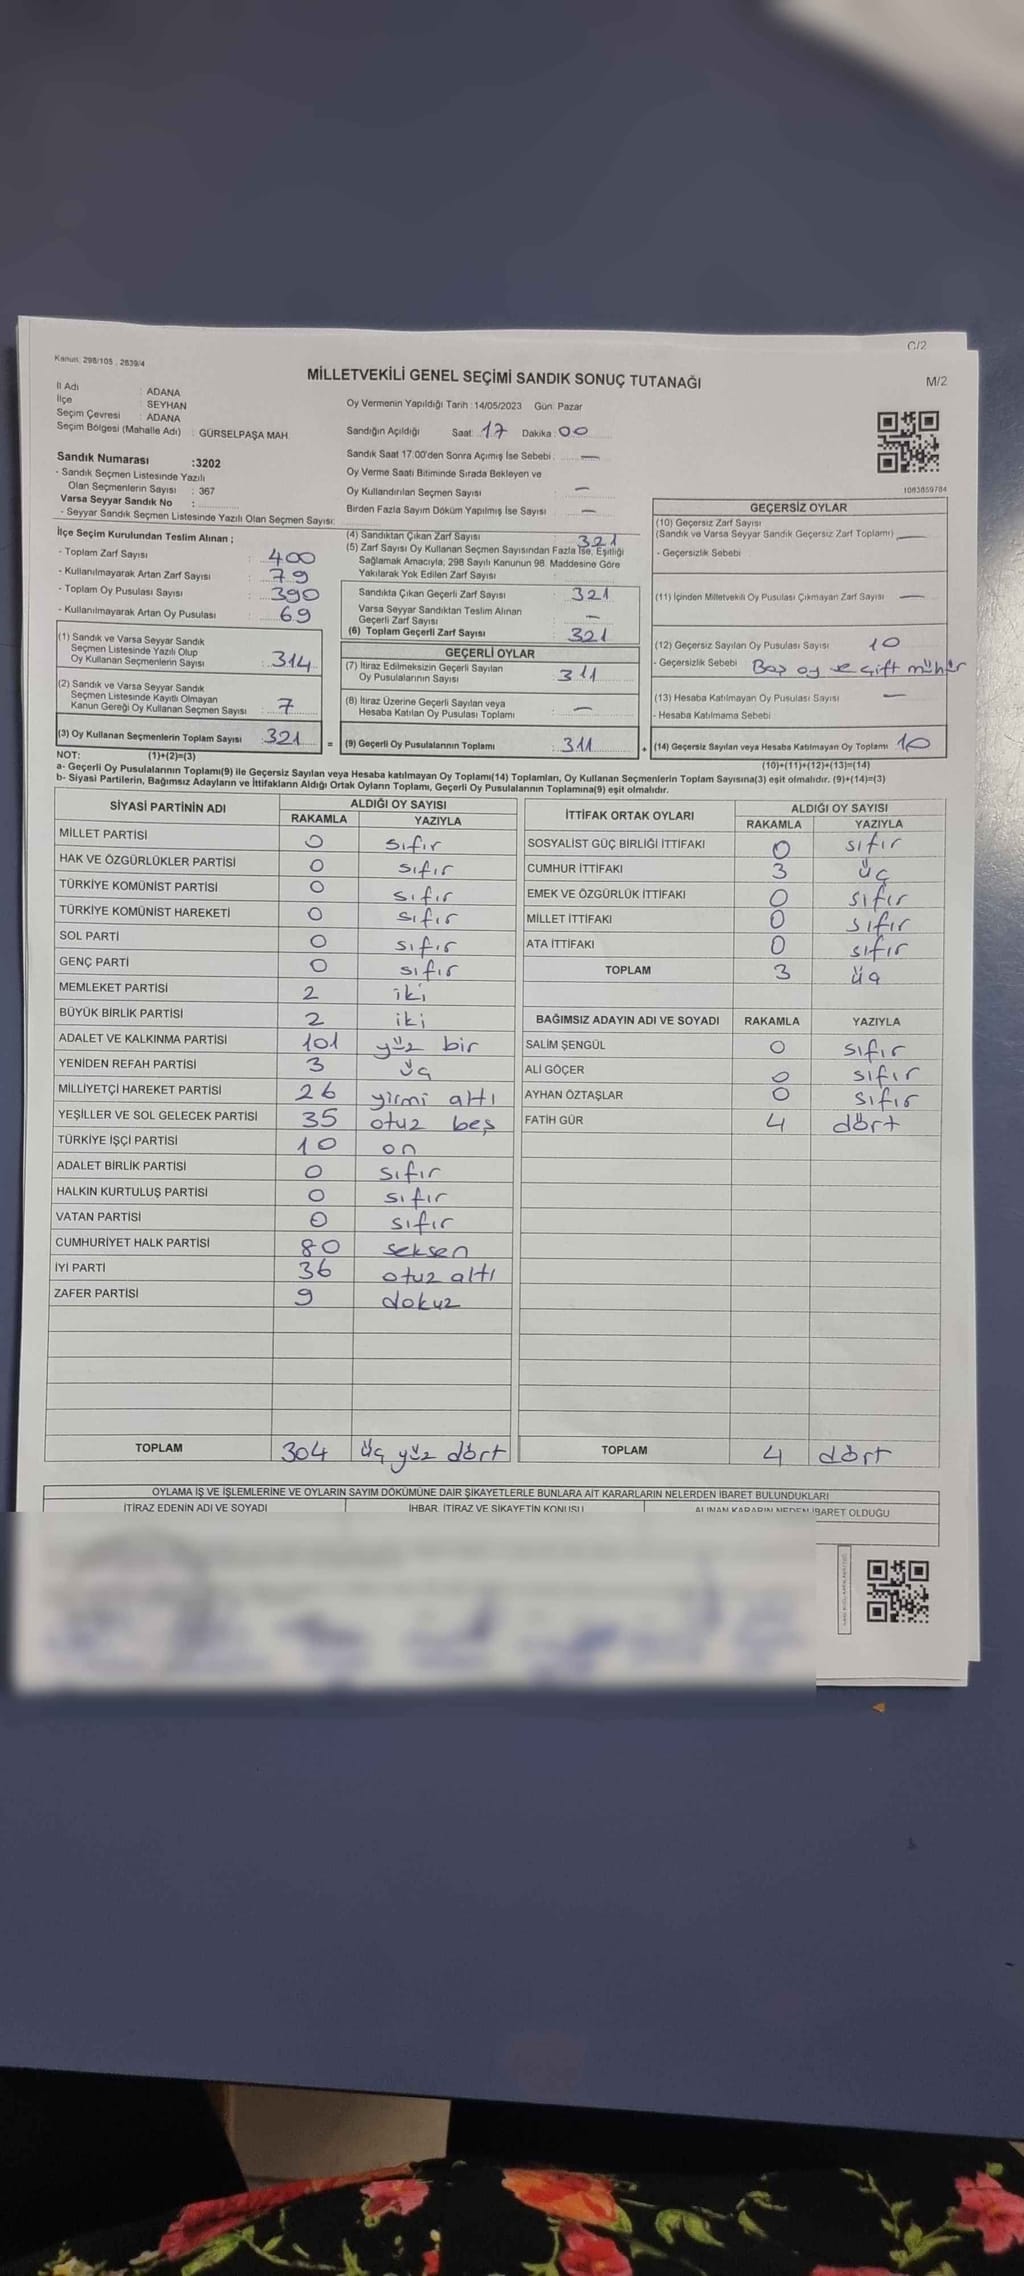 C/2
Kanun: 298/105 , 2839/4
MİLLETVEKİLİ GENEL SEÇİMİ SANDIK SONUÇ TUTANAĞI
M/2
İl Adı : ADANA
İlçe : SEYHAN
Seçim Çevresi : ADANA
Seçim Bölgesi (Mahalle Adı) : GÜRSELPAŞA MAH.
Oy Vermenin Yapıldığı Tarih :14/05/2023 Gün: Pazar
Sandığın Açıldığı Saat: 17 Dakika: 00
Sandık Numarası :3202
- Sandık Seçmen Listesinde Yazılı
Olan Seçmenlerin Sayısı : 367
Varsa Seyyar Sandık No :
- Seyyar Sandık Seçmen Listesinde Yazılı Olan Seçmen Sayısı:
Sandık Saat 17.00'den Sonra Açımış İse Sebebi : —
Oy Verme Saati Bitiminde Sırada Bekleyen ve
Oy Kullandırılan Seçmen Sayısı : —
Birden Fazla Sayım Döküm Yapılmış İse Sayısı : —
1083859784
İlçe Seçim Kurulundan Teslim Alınan ;
- Toplam Zarf Sayısı : 400
- Kullanılmayarak Artan Zarf Sayısı : 79
- Toplam Oy Pusulası Sayısı : 390
- Kullanılmayarak Artan Oy Pusulası : 69
(1) Sandık ve Varsa Seyyar Sandık
Seçmen Listesinde Yazılı Olup
Oy Kullanan Seçmenlerin Sayısı : 314
(2) Sandık ve Varsa Seyyar Sandık
Seçmen Listesinde Kayıtlı Olmayan
Kanun Gereği Oy Kullanan Seçmen Sayısı : 7
(3) Oy Kullanan Seçmenlerin Toplam Sayısı : 321
(4) Sandıktan Çıkan Zarf Sayısı : 321
(5) Zarf Sayısı Oy Kullanan Seçmen Sayısından Fazla İse, Eşitliği
Sağlamak Amacıyla, 298 Sayılı Kanunun 98. Maddesine Göre
Yakılarak Yok Edilen Zarf Sayısı :
Sandıkta Çıkan Geçerli Zarf Sayısı : 321
Varsa Seyyar Sandıktan Teslim Alınan
Geçerli Zarf Sayısı : —
(6) Toplam Geçerli Zarf Sayısı : 321
GEÇERLİ OYLAR
(7) İtiraz Edilmeksizin Geçerli Sayılan
Oy Pusulalarının Sayısı : 311
(8) İtiraz Üzerine Geçerli Sayılan veya
Hesaba Katılan Oy Pusulası Toplamı : —
= (9) Geçerli Oy Pusulalarının Toplamı : 311
GEÇERSİZ OYLAR
(10) Geçersiz Zarf Sayısı
(Sandık ve Varsa Seyyar Sandık Geçersiz Zarf Toplamı) —
- Geçersizlik Sebebi
(11) İçinden Milletvekili Oy Pusulası Çıkmayan Zarf Sayısı —
(12) Geçersiz Sayılan Oy Pusulası Sayısı 10
- Geçersizlik Sebebi Boş oy ve çift mühür
(13) Hesaba Katılmayan Oy Pusulası Sayısı —
- Hesaba Katılmama Sebebi
+ (14) Geçersiz Sayılan veya Hesaba Katılmayan Oy Toplamı 10
NOT: (1)+(2)=(3) (10)+(11)+(12)+(13)=(14)
a- Geçerli Oy Pusulalarının Toplamı(9) ile Geçersiz Sayılan veya Hesaba katılmayan Oy Toplamı(14) Toplamları, Oy Kullanan Seçmenlerin Toplam Sayısına(3) eşit olmalıdır. (9)+(14)=(3)
b- Siyasi Partilerin, Bağımsız Adayların ve İttifakların Aldığı Ortak Oyların Toplamı, Geçerli Oy Pusulalarının Toplamına(9) eşit olmalıdır.
SİYASİ PARTİNİN ADI ALDIĞI OY SAYISI
RAKAMLA YAZIYLA
MİLLET PARTİSİ 0 sıfır
HAK VE ÖZGÜRLÜKLER PARTİSİ 0 sıfır
TÜRKİYE KOMÜNİST PARTİSİ 0 sıfır
TÜRKİYE KOMÜNİST HAREKETİ 0 sıfır
SOL PARTİ 0 sıfır
GENÇ PARTİ 0 sıfır
MEMLEKET PARTİSİ 2 iki
BÜYÜK BİRLİK PARTİSİ 2 iki
ADALET VE KALKINMA PARTİSİ 101 yüz bir
YENİDEN REFAH PARTİSİ 3 üç
MİLLİYETÇİ HAREKET PARTİSİ 26 yirmi altı
YEŞİLLER VE SOL GELECEK PARTİSİ 35 otuz beş
TÜRKİYE İŞÇİ PARTİSİ 10 on
ADALET BİRLİK PARTİSİ 0 sıfır
HALKIN KURTULUŞ PARTİSİ 0 sıfır
VATAN PARTİSİ 0 sıfır
CUMHURİYET HALK PARTİSİ 80 seksen
İYİ PARTİ 36 otuz altı
ZAFER PARTİSİ 9 dokuz
TOPLAM 304 üç yüz dört
İTTİFAK ORTAK OYLARI ALDIĞI OY SAYISI
RAKAMLA YAZIYLA
SOSYALİST GÜÇ BİRLİĞİ İTTİFAKI 0 sıfır
CUMHUR İTTİFAKI 3 üç
EMEK VE ÖZGÜRLÜK İTTİFAKI 0 sıfır
MİLLET İTTİFAKI 0 sıfır
ATA İTTİFAKI 0 sıfır
TOPLAM 3 üç
BAĞIMSIZ ADAYIN ADI VE SOYADI RAKAMLA YAZIYLA
SALİM ŞENGÜL 0 sıfır
ALİ GÖÇER 0 sıfır
AYHAN ÖZTAŞLAR 0 sıfır
FATİH GÜR 4 dört
TOPLAM 4 dört
OYLAMA İŞ VE İŞLEMLERİNE VE OYLARIN SAYIM DÖKÜMÜNE DAİR ŞİKAYETLERLE BUNLARA AİT KARARLARIN NELERDEN İBARET BULUNDUKLARI
İTİRAZ EDENİN ADI VE SOYADI İHBAR, İTİRAZ VE ŞİKAYETİN KONUSU ALINAN KARARIN NEDEN İBARET OLDUĞU